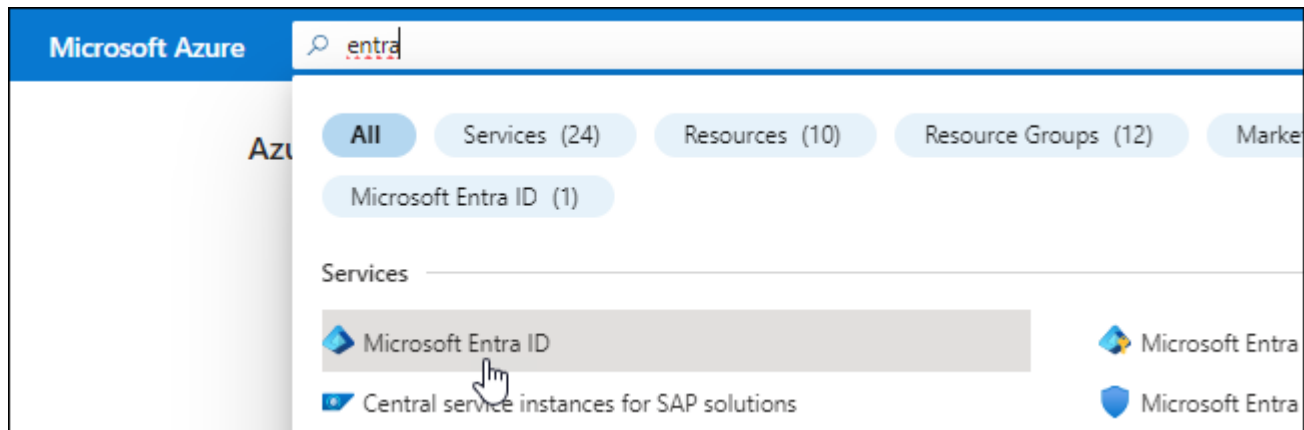 Microsoft Azure
entra
All Services (24) Resources (10) Resource Groups (12)
Microsoft Entra ID (1)
Services
Microsoft Entra ID Microsoft Entra
Central service instances for SAP solutions Microsoft Entra